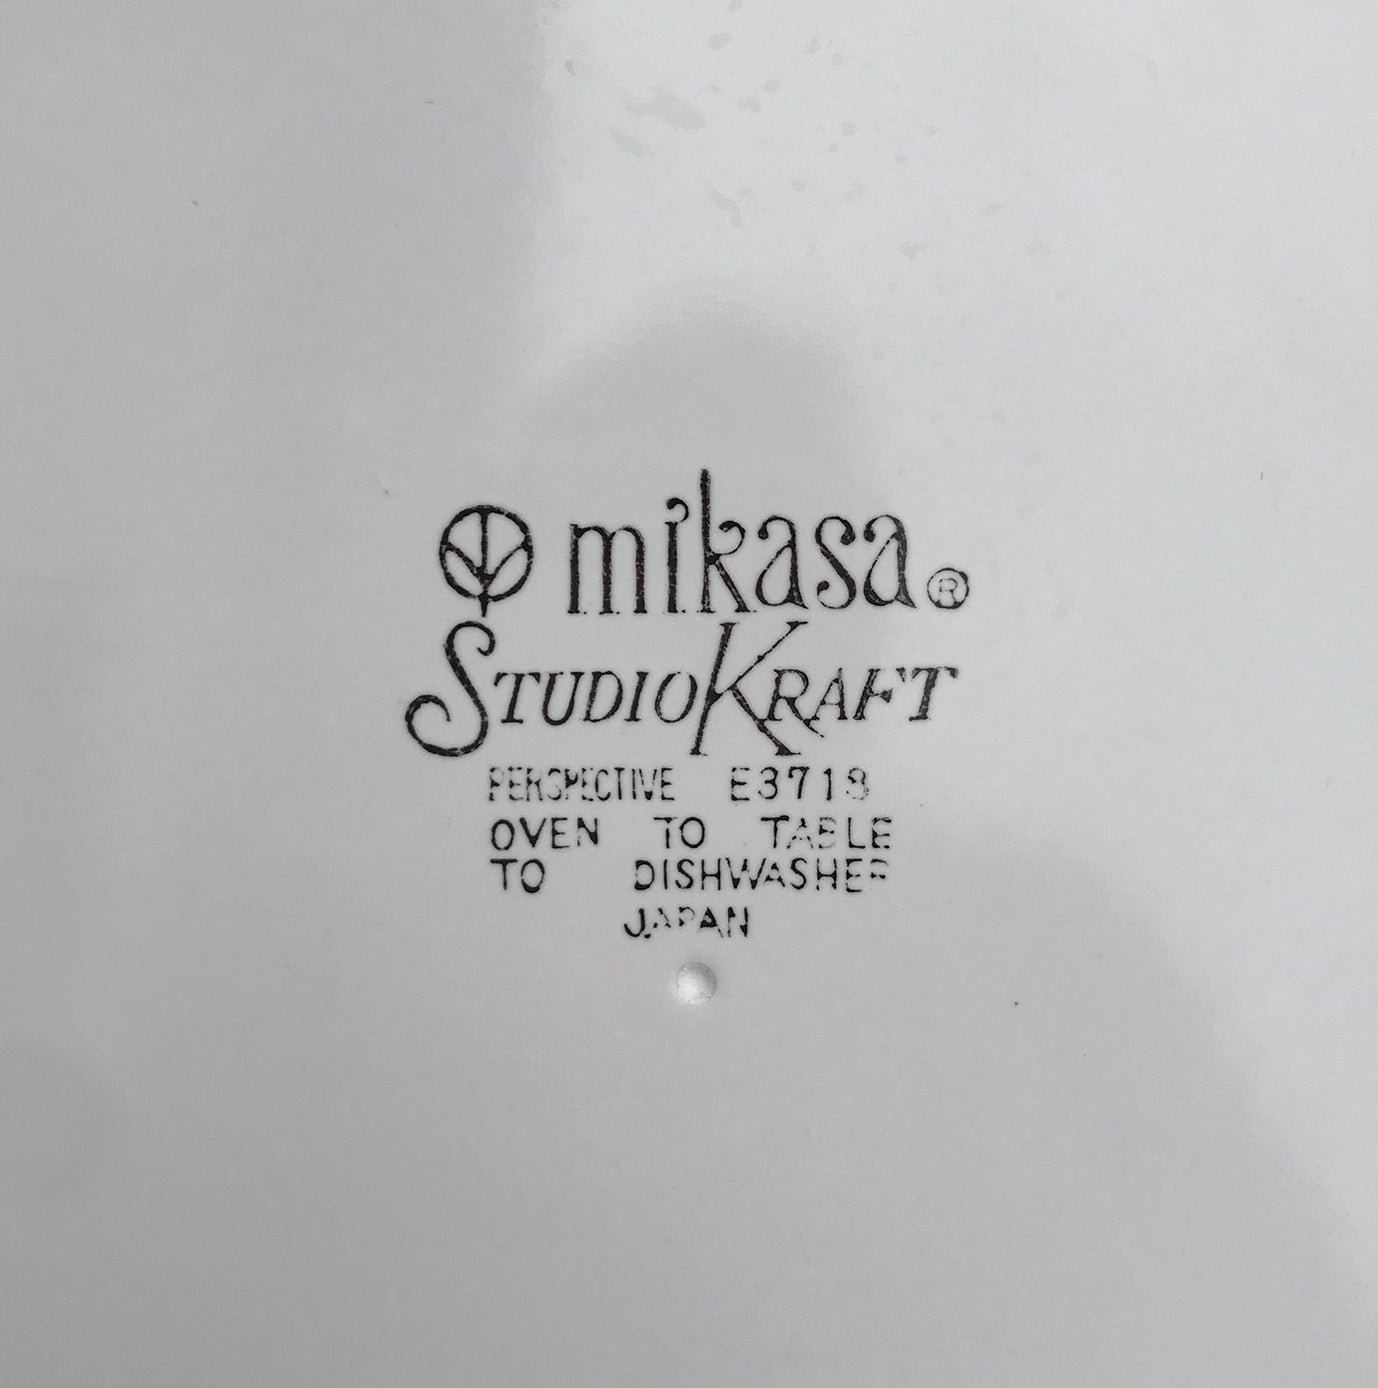 mikasa®
STUDIOKRAFT
PERSPECTIVE E3718
OVEN TO TABLE
TO DISHWASHER
JAPAN